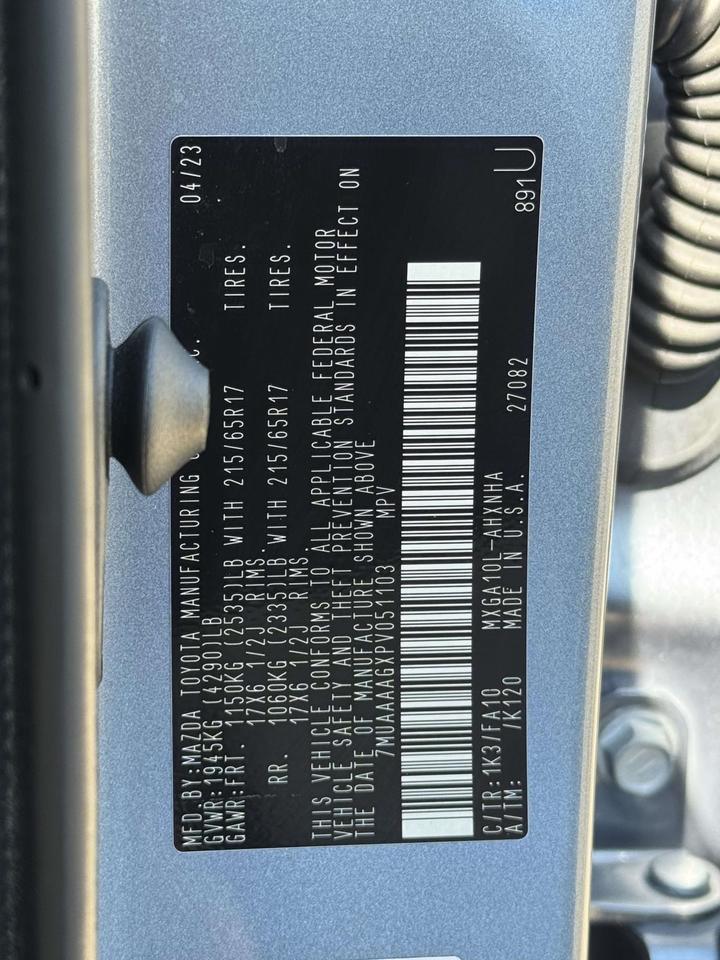 MFD.BY:MAZDA TOYOTA MANUFACTURING C. 04/23
GVWR:1945KG (4290)LB
GAWR:FRT. 1150KG (2535)LB WITH 215/65R17 TIRES.
17X6 1/2J RIMS.
RR. 1060KG (2335)LB WITH 215/65R17 TIRES.
17X6 1/2J RIMS.
THIS VEHICLE CONFORMS TO ALL APPLICABLE FEDERAL MOTOR
VEHICLE SAFETY AND THEFT PREVENTION STANDARDS IN EFFECT ON
THE DATE OF MANUFACTURE SHOWN ABOVE
7MUAAAAGXPV051103 MPV
C/TR:1K3/FA10 MXGA10L-AHXNHA
A/TM: /K120 MADE IN U.S.A. 27082 891U